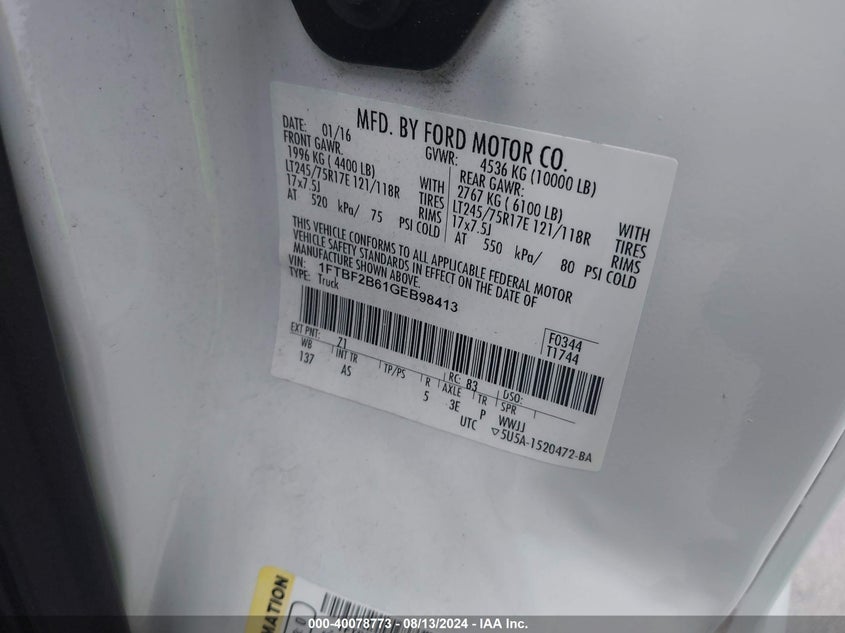 MFD. BY FORD MOTOR CO.
DATE: 01/16 GVWR: 4536 KG (10000 LB)
FRONT GAWR: REAR GAWR:
1996 KG ( 4400 LB) WITH 2767 KG ( 6100 LB) WITH
LT245/75R17E 121/118R TIRES LT245/75R17E 121/118R TIRES
17x7.5J RIMS 17x7.5J RIMS
AT 520 kPa/ 75 PSI COLD AT 550 kPa/ 80 PSI COLD
THIS VEHICLE CONFORMS TO ALL APPLICABLE FEDERAL MOTOR
VEHICLE SAFETY STANDARDS IN EFFECT ON THE DATE OF
MANUFACTURE SHOWN ABOVE.
VIN: 1FTBF2B61GEB98413
TYPE: Truck
F0344
T1744
EXT PNT: Z1 RC: 83 DSO:
WB INT TR TP/PS R AXLE TR SPR
137 AS 5 3E P WWJJ
UTC ▽5U5A-1520472-BA
MATION
000-40078773 - 08/13/2024 - IAA Inc.